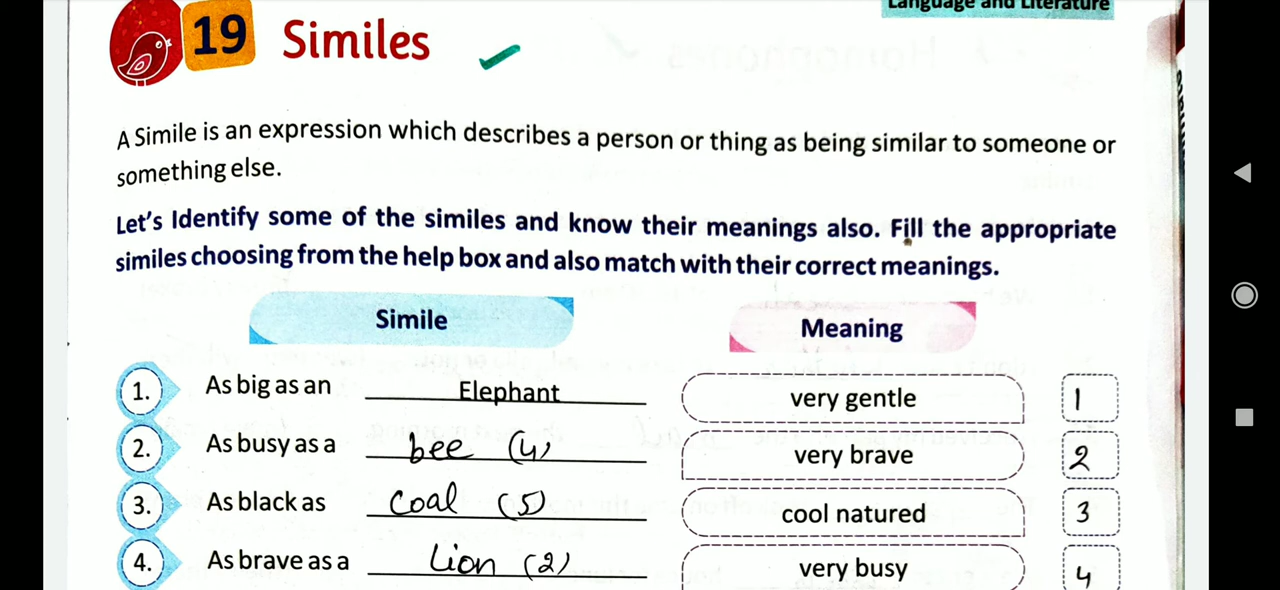 Language and Literature
19 Similes
A Simile is an expression which describes a person or thing as being similar to someone or
something else.
Let's Identify some of the similes and know their meanings also. Fill the appropriate
similes choosing from the help box and also match with their correct meanings.
Simile Meaning
1. As big as an Elephant very gentle 1
2. As busy as a bee (4) very brave 2
3. As black as Coal (5) cool natured 3
4. As brave as a Lion (2) very busy 4